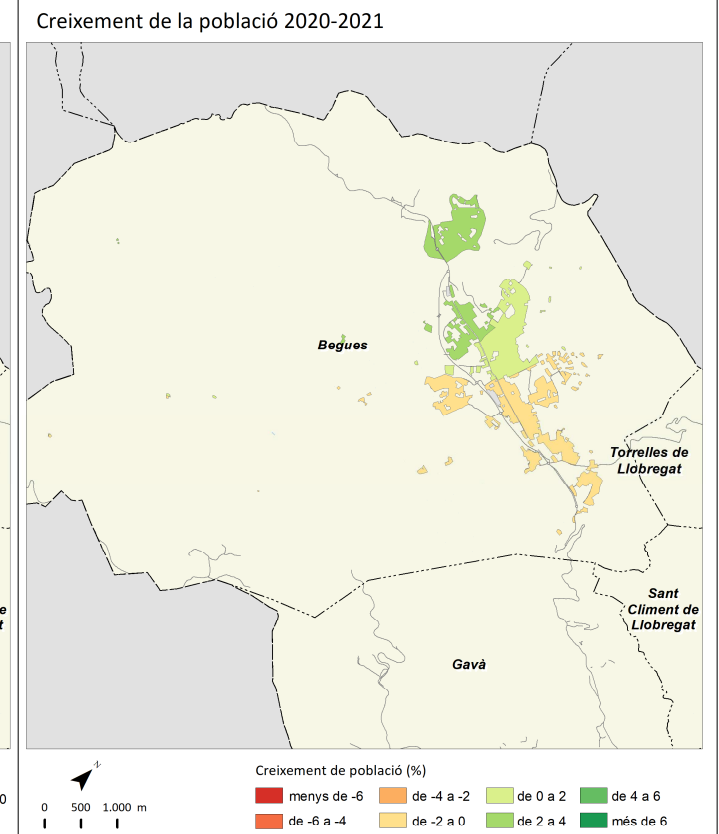 Creixement de la població 2020-2021
Begues
Torrelles de
Llobregat
Sant
Climent de
Llobregat
e
t
Gavà
N
Creixement de població (%)
0
0 500 1.000 m
menys de -6
de -4 a -2
de 0 a 2
de 4 a 6
de -6 a -4
de -2 a 0
de 2 a 4
més de 6